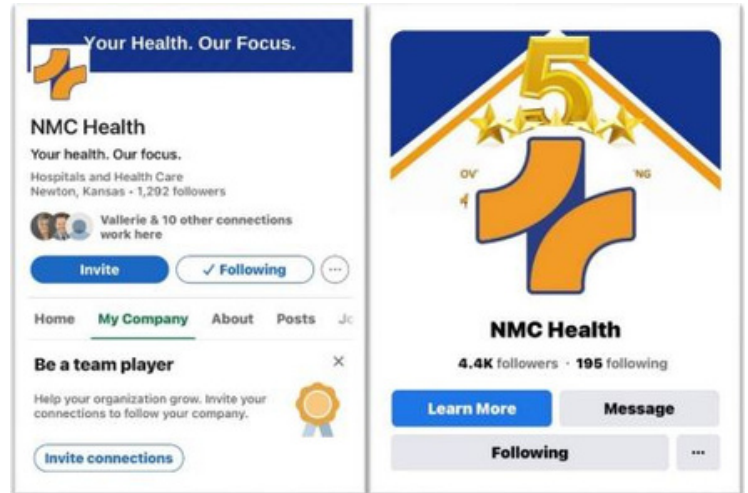 Your Health. Our Focus.
NMC Health
Your health. Our focus.
Hospitals and Health Care
Newton, Kansas • 1,292 followers
Vallerie & 10 other connections
work here
Invite
✓ Following
...
Home My Company About Posts
Be a team player
×
Help your organization grow. Invite your
connections to follow your company.
Invite connections
5
NMC Health
4.4K followers · 195 following
Learn More
Message
Following
...